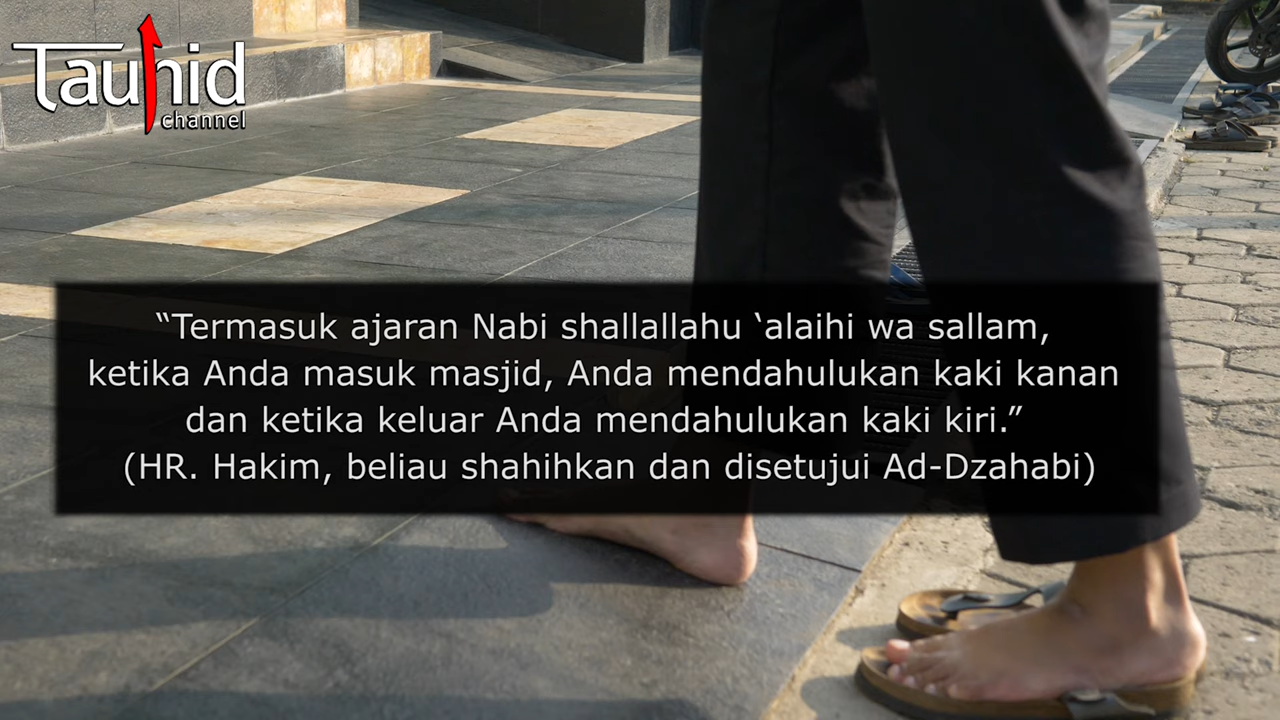 Tauhid
channel
“Termasuk ajaran Nabi shallallahu ‘alaihi wa sallam,
ketika Anda masuk masjid, Anda mendahulukan kaki kanan
dan ketika keluar Anda mendahulukan kaki kiri.”
(HR. Hakim, beliau shahihkan dan disetujui Ad-Dzahabi)